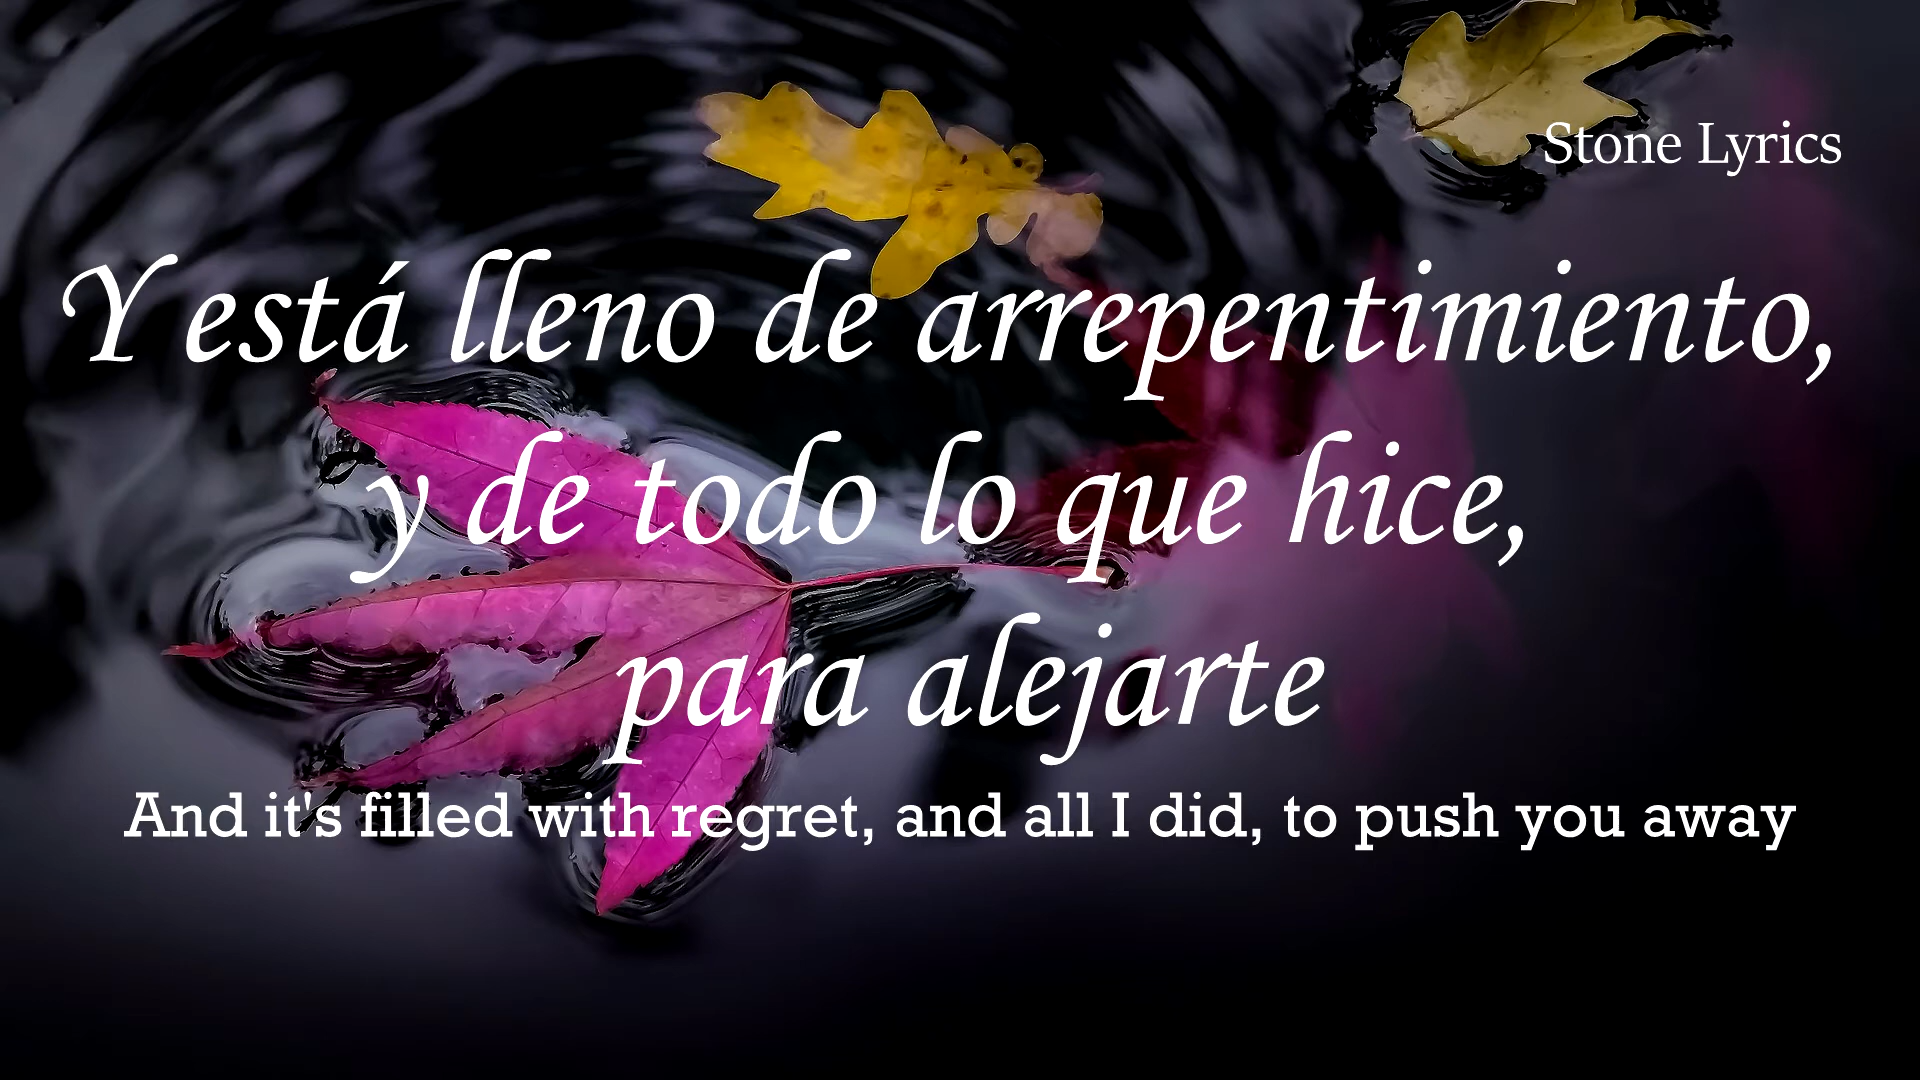 Stone Lyrics
Y está lleno de arrepentimiento,
y de todo lo que hice,
para alejarte
And it's filled with regret, and all I did, to push you away